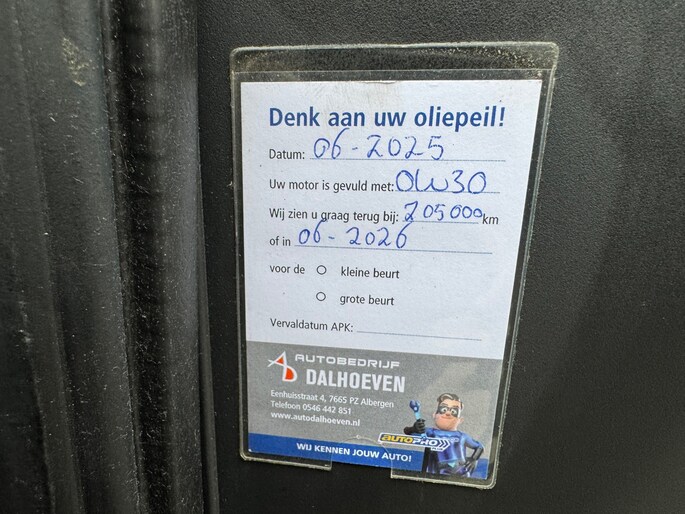 Denk aan uw oliepeil!
Datum: 06-2025
Uw motor is gevuld met: 0W30
Wij zien u graag terug bij: 205000 km
of in 06-2026
voor de O kleine beurt
O grote beurt
Vervaldatum APK:
AUTOBEDRIJF
DALHOEVEN
Eenhuisstraat 4, 7665 PZ Albergen
Telefoon 0546 442 851
www.autodalhoeven.nl
AUTOPRO
WIJ KENNEN JOUW AUTO!